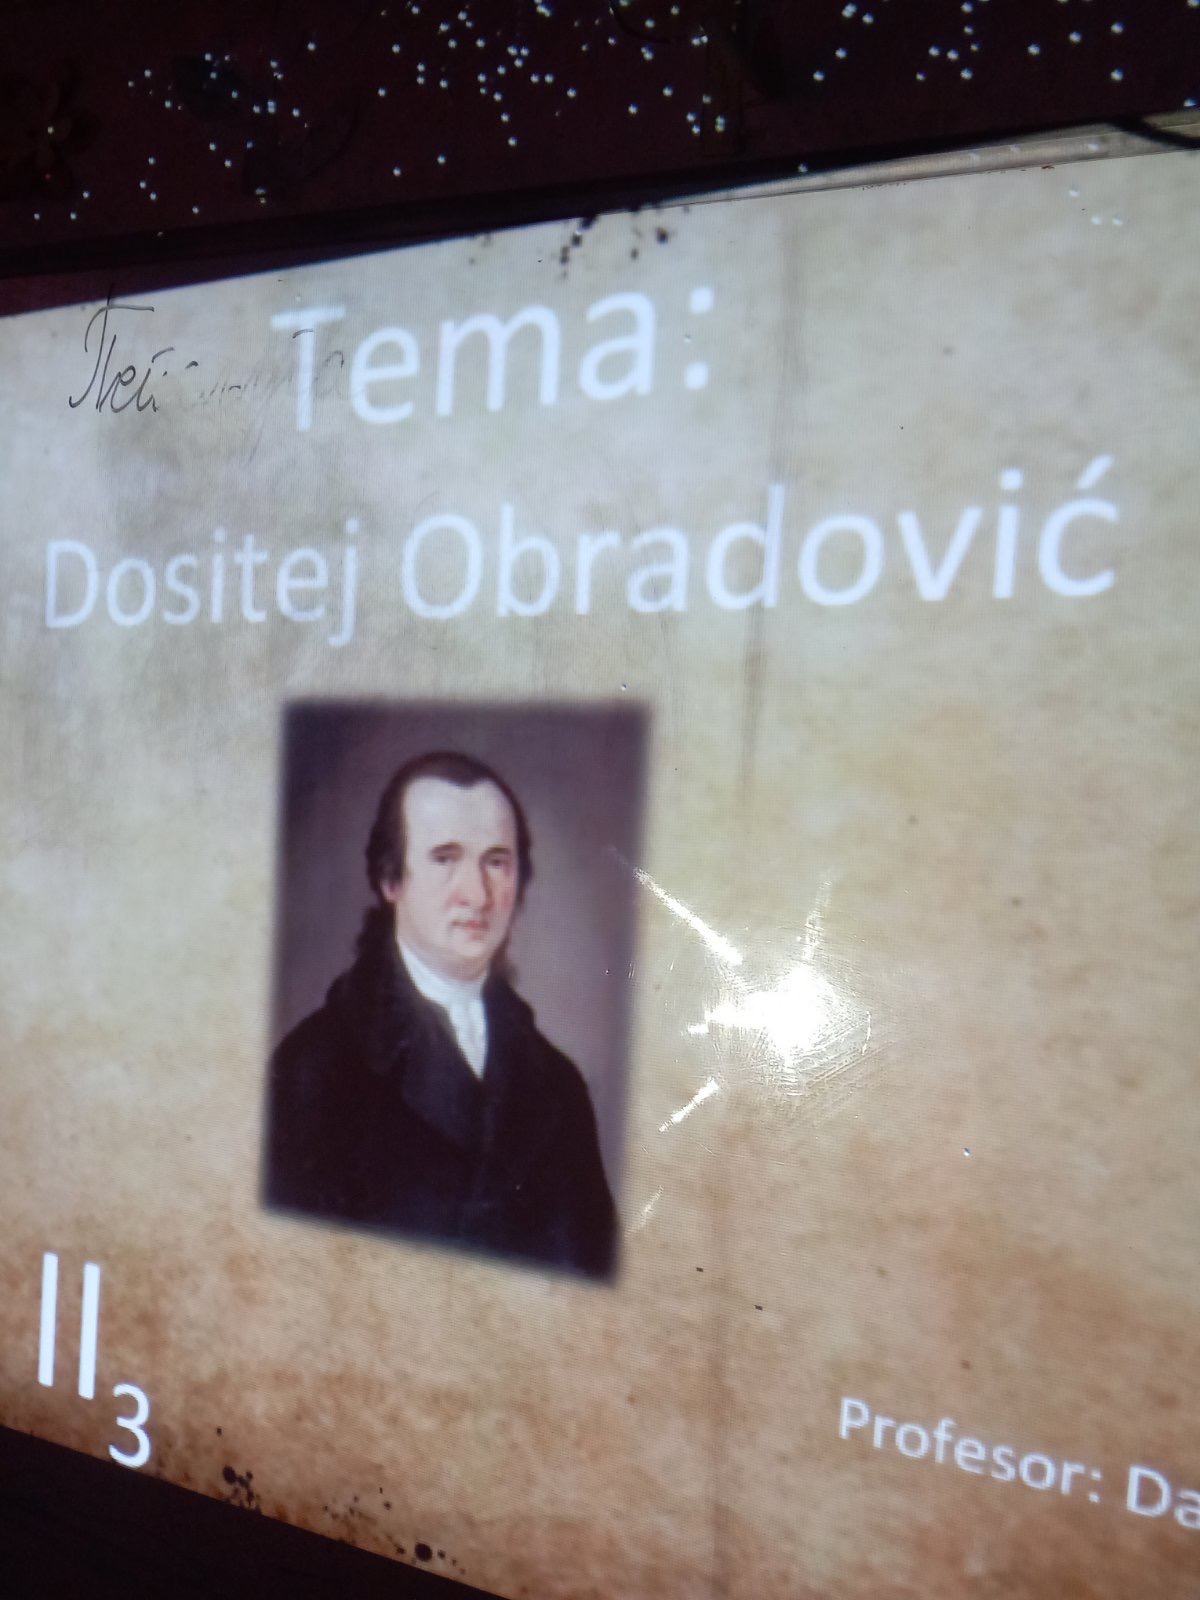 Tema:
Dositej Obradović
II3
Profesor: Da